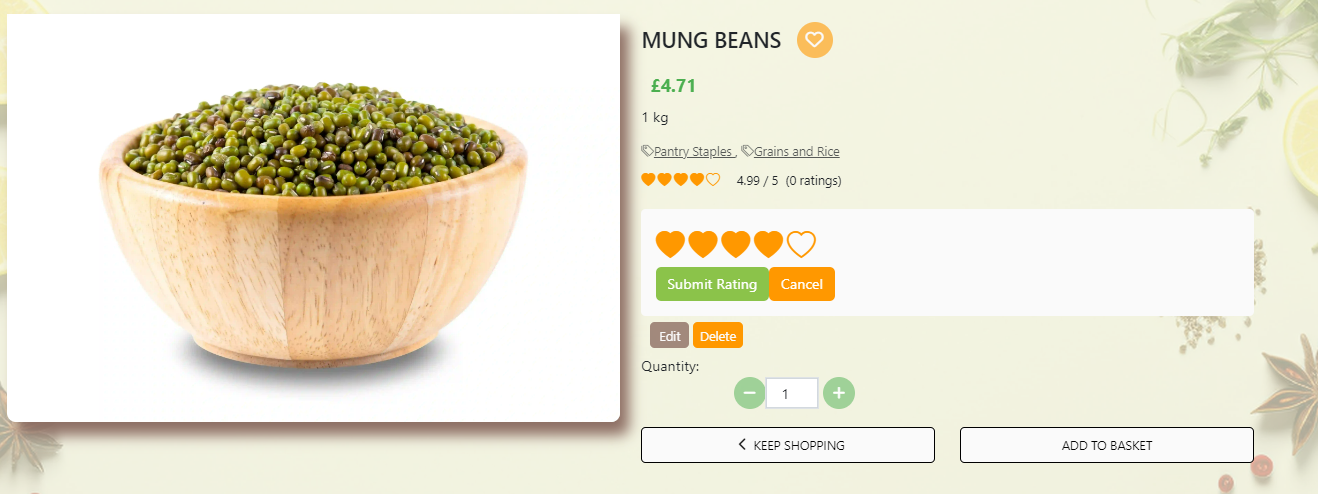 MUNG BEANS
£4.71
1 kg
Pantry Staples , Grains and Rice
4.99 / 5 (0 ratings)
Submit Rating Cancel
Edit Delete
Quantity:
1
KEEP SHOPPING ADD TO BASKET